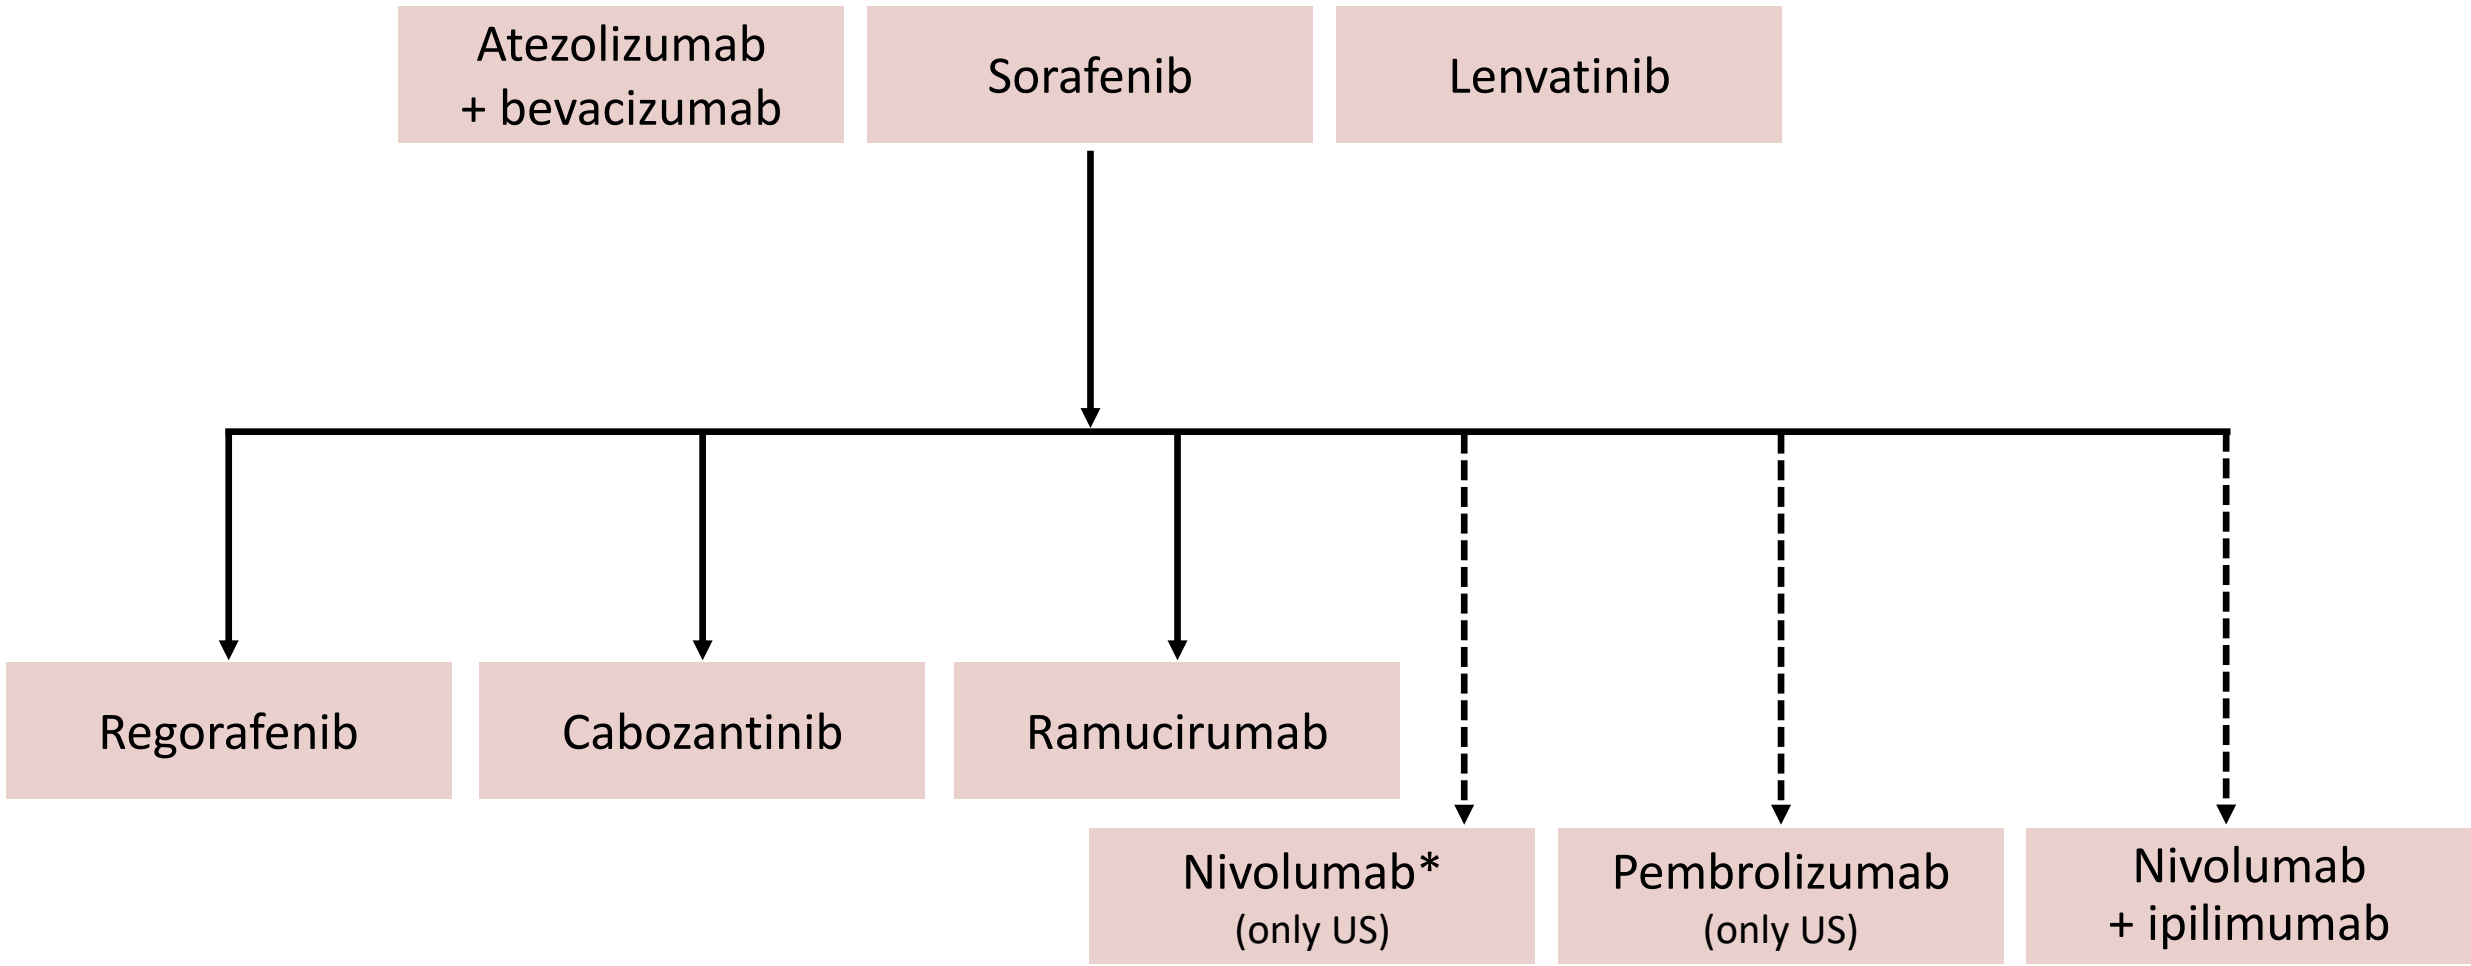 Atezolizumab
+ bevacizumab
Sorafenib
Lenvatinib
Regorafenib
Cabozantinib
Ramucirumab
Nivolumab*
(only US)
Pembrolizumab
(only US)
Nivolumab
+ ipilimumab